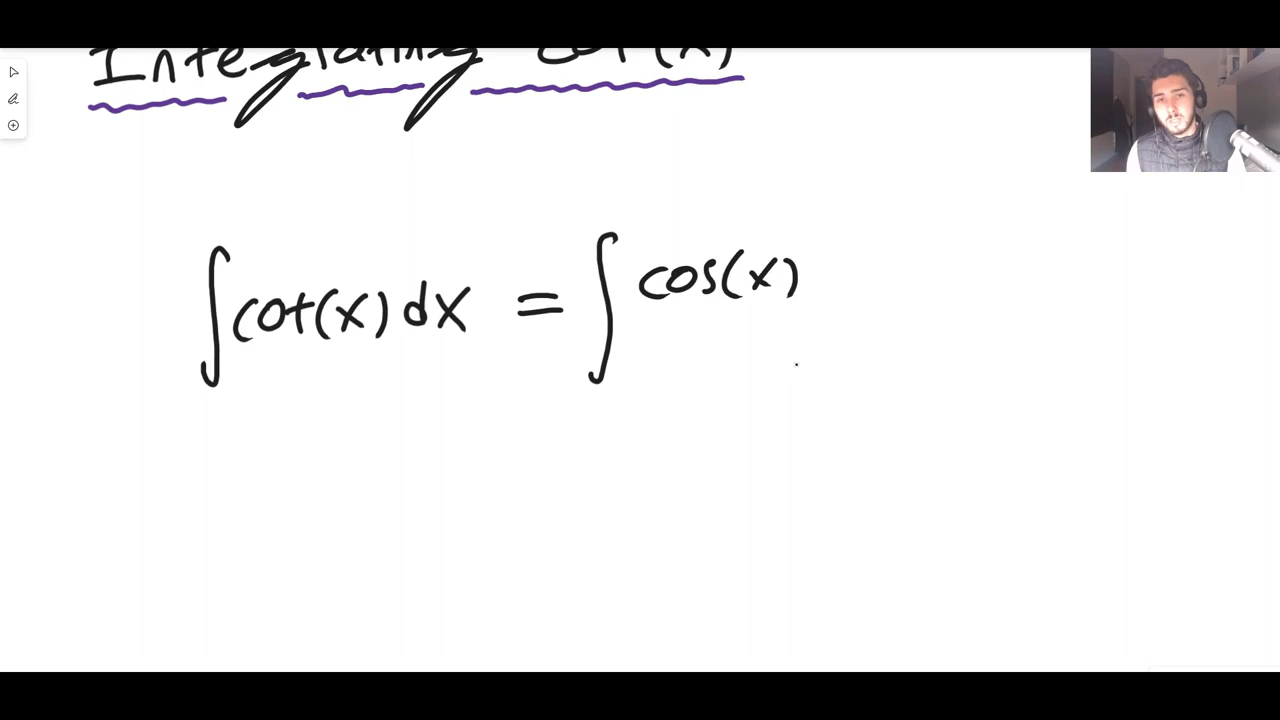 Integrating cot(x)
∫cot(x) dx = ∫cos(x)